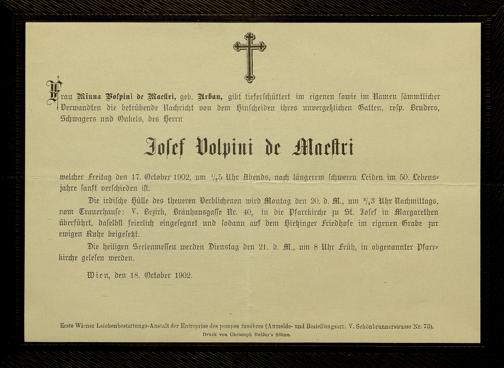 Frau Minna Volpini de Maestri, geb. Urban, gibt tieferschüttert im eigenen sowie im Namen sämmtlicher
Verwandten die betrübende Nachricht von dem Hinscheiden ihres unvergeßlichen Gatten, resp. Bruders,
Schwagers und Onkels, des Herrn
Josef Volpini de Maestri
welcher Freitag den 17. October 1902, um 1/45 Uhr Abends, nach längerem schweren Leiden im 50. Lebens-
jahre sanft verschieden ist.
Die irdische Hülle des theueren Verblichenen wird Montag den 20. d. M., um Uhr Nachmittags,
vom Trauerhause: V. Bezirk, Bräuhausgasse Nr. 40, in die Pfarrkirche zu St. Josef in Margarethen
überführt, daselbst feierlich eingesegnet und sodann auf dem Hietzinger Friedhofe im eigenen Grabe zur
ewigen Ruhe beigesetzt.
Die heiligen Seelenmessen werden Dienstag den 21. d. M., um 8 Uhr Früh, in obgenannter Pfarr-
kirche gelesen werden.
Wien, den 18. October 1902.
Erste Wiener Leichenbestattungs-Anstalt der Entreprise des pompes funèbres (Anmelde- und Bestellungsort: V. Schönbrunnerstrasse Nr. 73).
Druck von Christoph Reißer's Söhne.